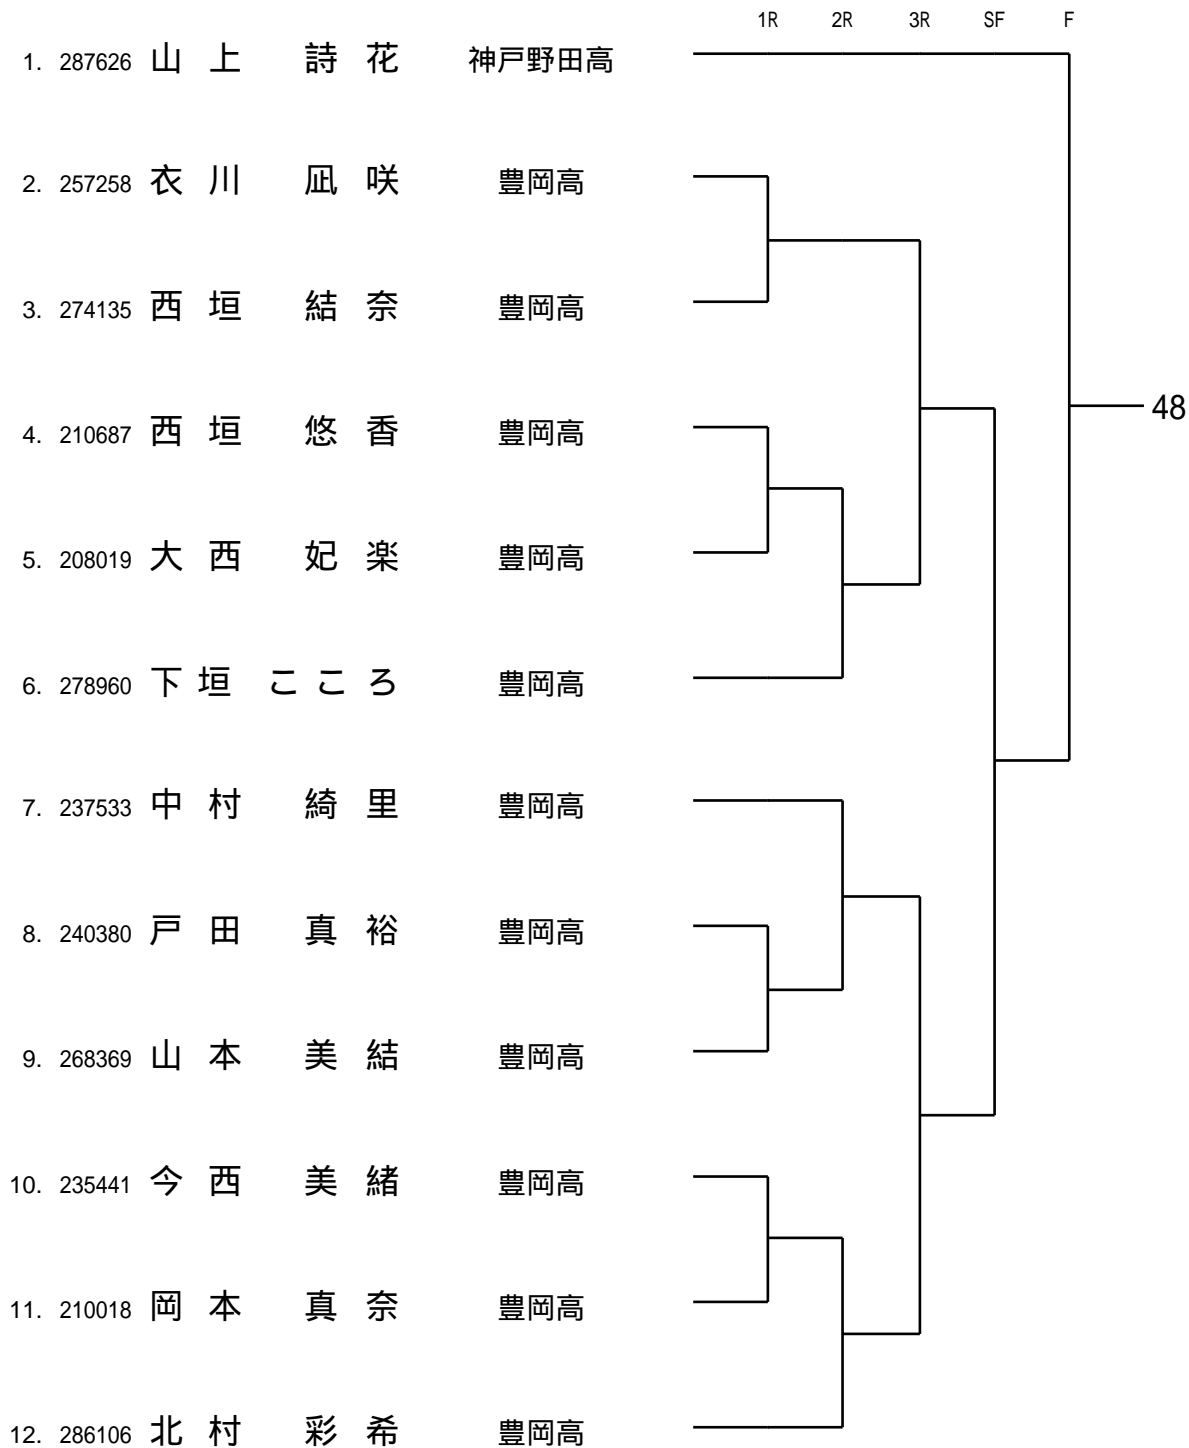 1R 2R 3R SF F
1. 287626 山上 詩花 神戸野田高
2. 257258 衣川 凪咲 豊岡高
3. 274135 西垣 結奈 豊岡高
48
4. 210687 西垣 悠香 豊岡高
5. 208019 大西 妃楽 豊岡高
6. 278960 下垣 こころ 豊岡高
7. 237533 中村 綺里 豊岡高
8. 240380 戸田 真裕 豊岡高
9. 268369 山本 美結 豊岡高
10. 235441 今西 美緒 豊岡高
11. 210018 岡本 真奈 豊岡高
12. 286106 北村 彩希 豊岡高